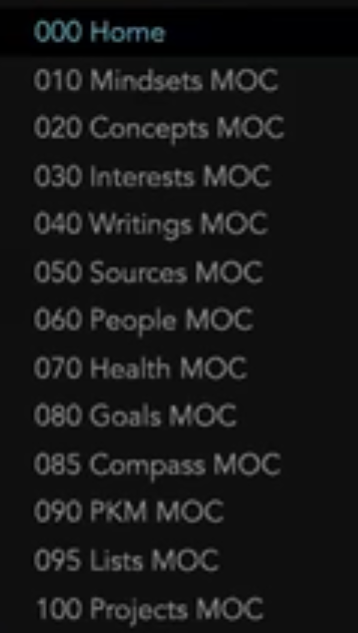 000 Home
010 Mindsets MOC
020 Concepts MOC
030 Interests MOC
040 Writings MOC
050 Sources MOC
060 People MOC
070 Health MOC
080 Goals MOC
085 Compass MOC
090 PKM MOC
095 Lists MOC
100 Projects MOC